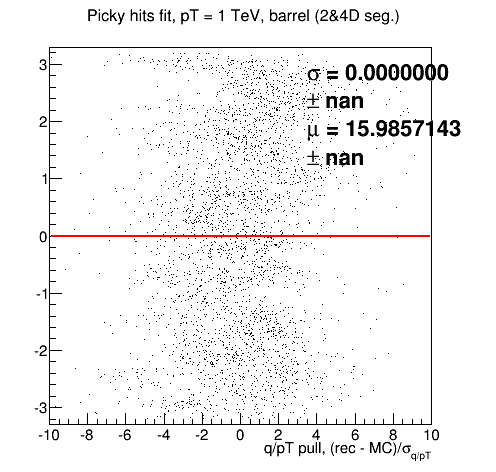 Picky hits fit, pT = 1 TeV, barrel (2&4D seg.)
σ = 0.0000000
± nan
μ = 15.9857143
± nan
3
2
1
0
-1
-2
-3
-10 -8 -6 -4 -2 0 2 4 6 8 10
q/pT pull, (rec - MC)/σq/pT